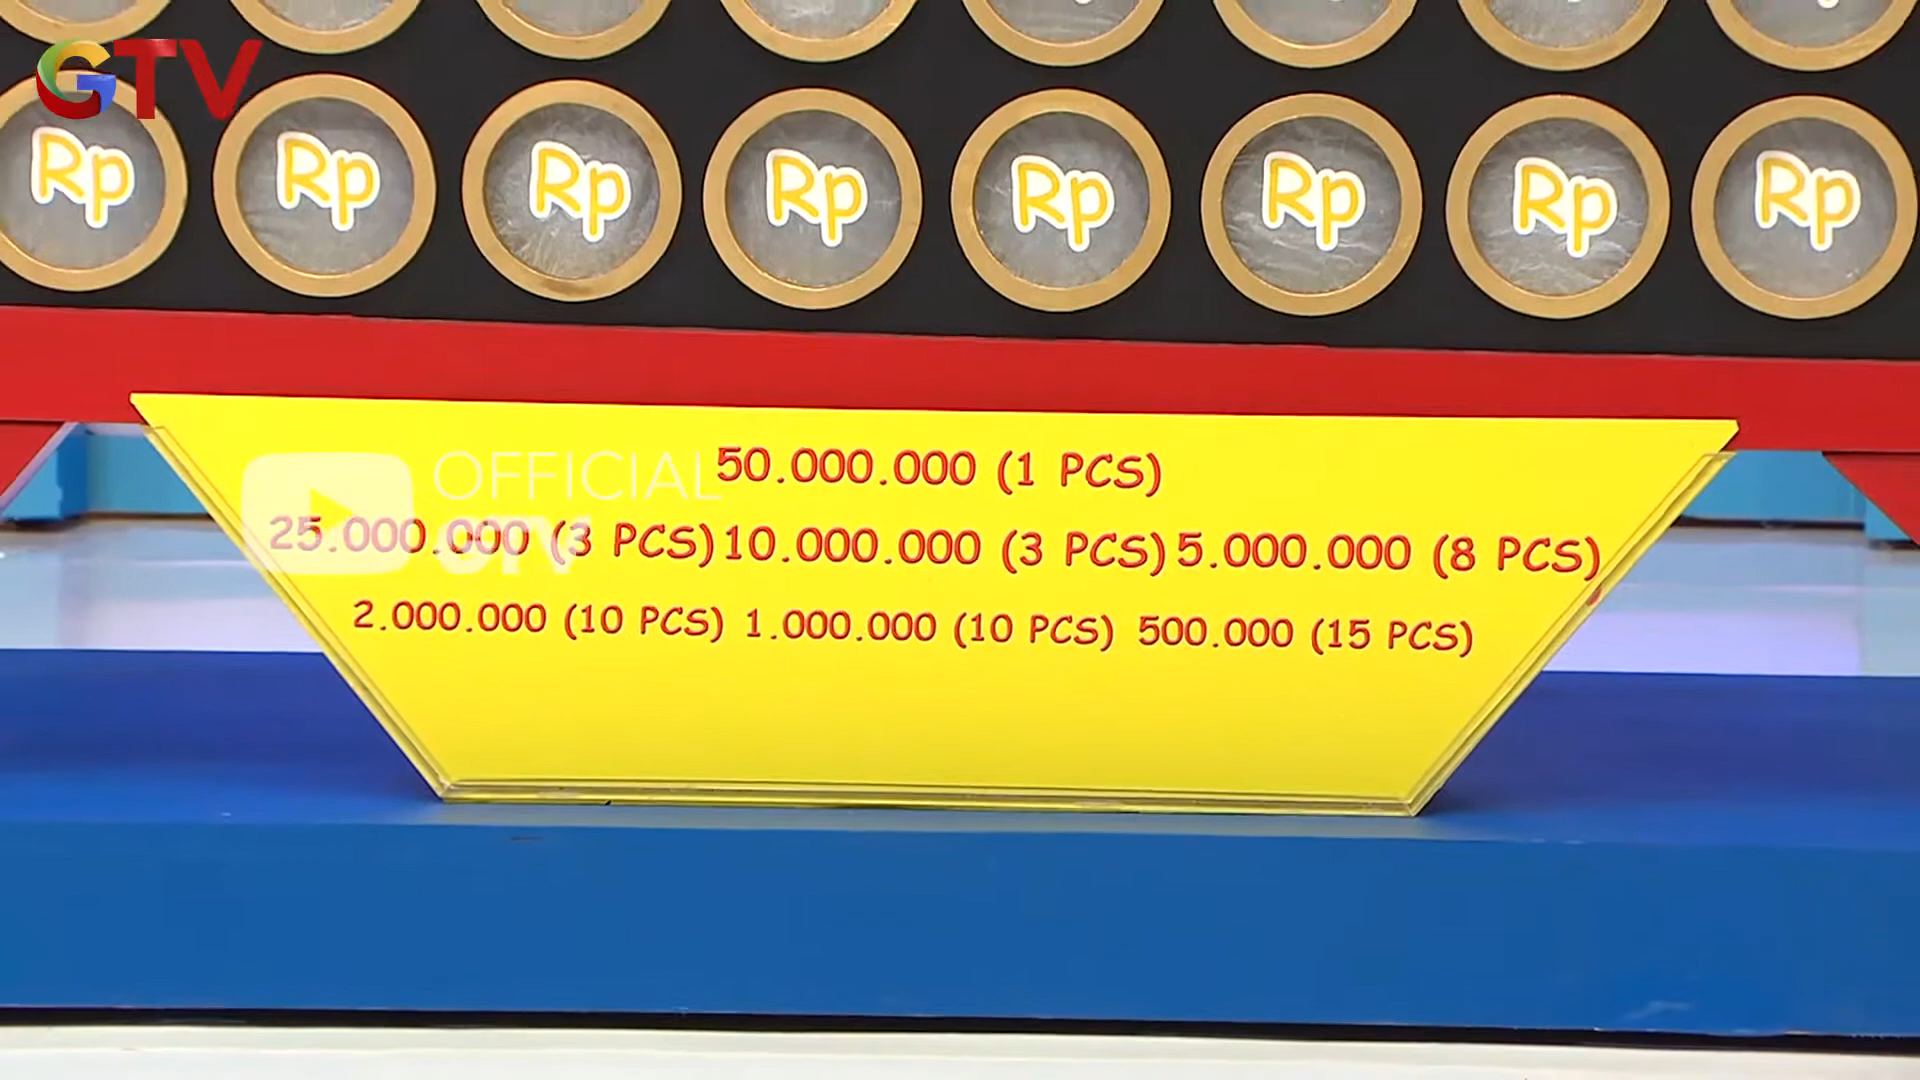 GTV
Rp Rp Rp Rp Rp Rp Rp Rp
OFFICIAL
GTV
50.000.000 (1 PCS)
25.000.000 (3 PCS) 10.000.000 (3 PCS) 5.000.000 (8 PCS)
2.000.000 (10 PCS) 1.000.000 (10 PCS) 500.000 (15 PCS)